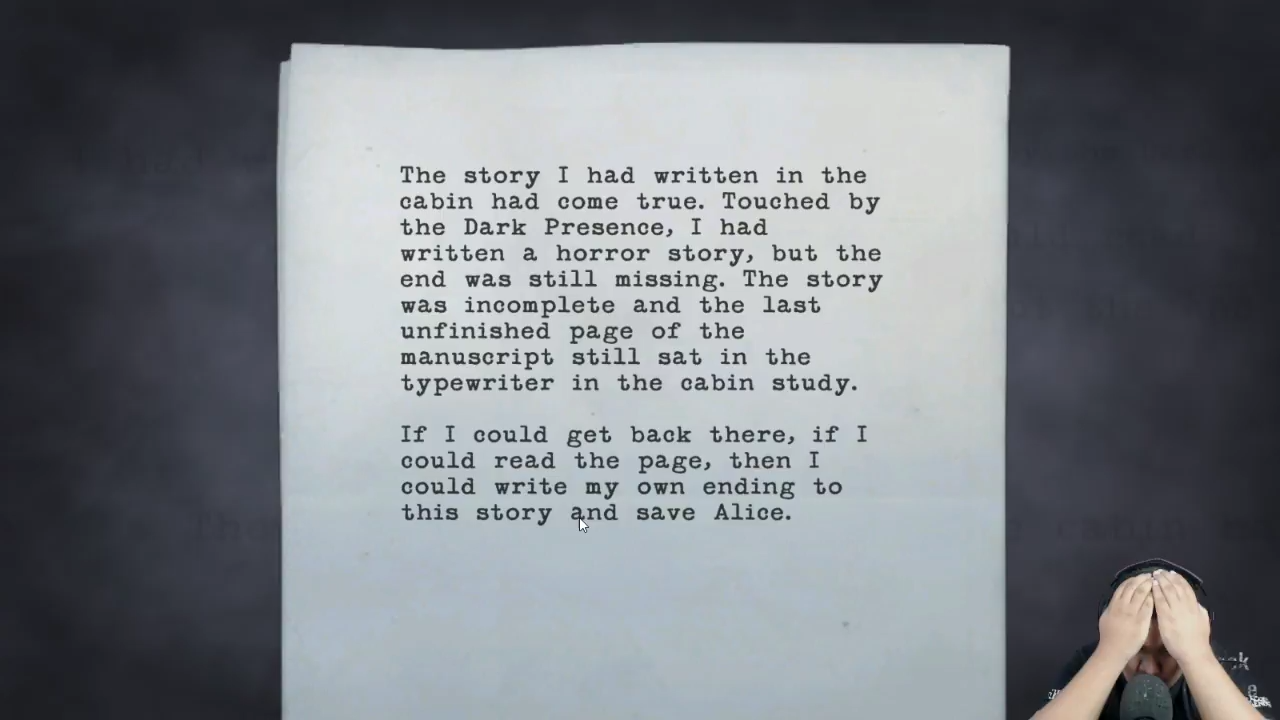 The story I had written in the
cabin had come true. Touched by
the Dark Presence, I had
written a horror story, but the
end was still missing. The story
was incomplete and the last
unfinished page of the
manuscript still sat in the
typewriter in the cabin study.
If I could get back there, if I
could read the page, then I
could write my own ending to
this story and save Alice.